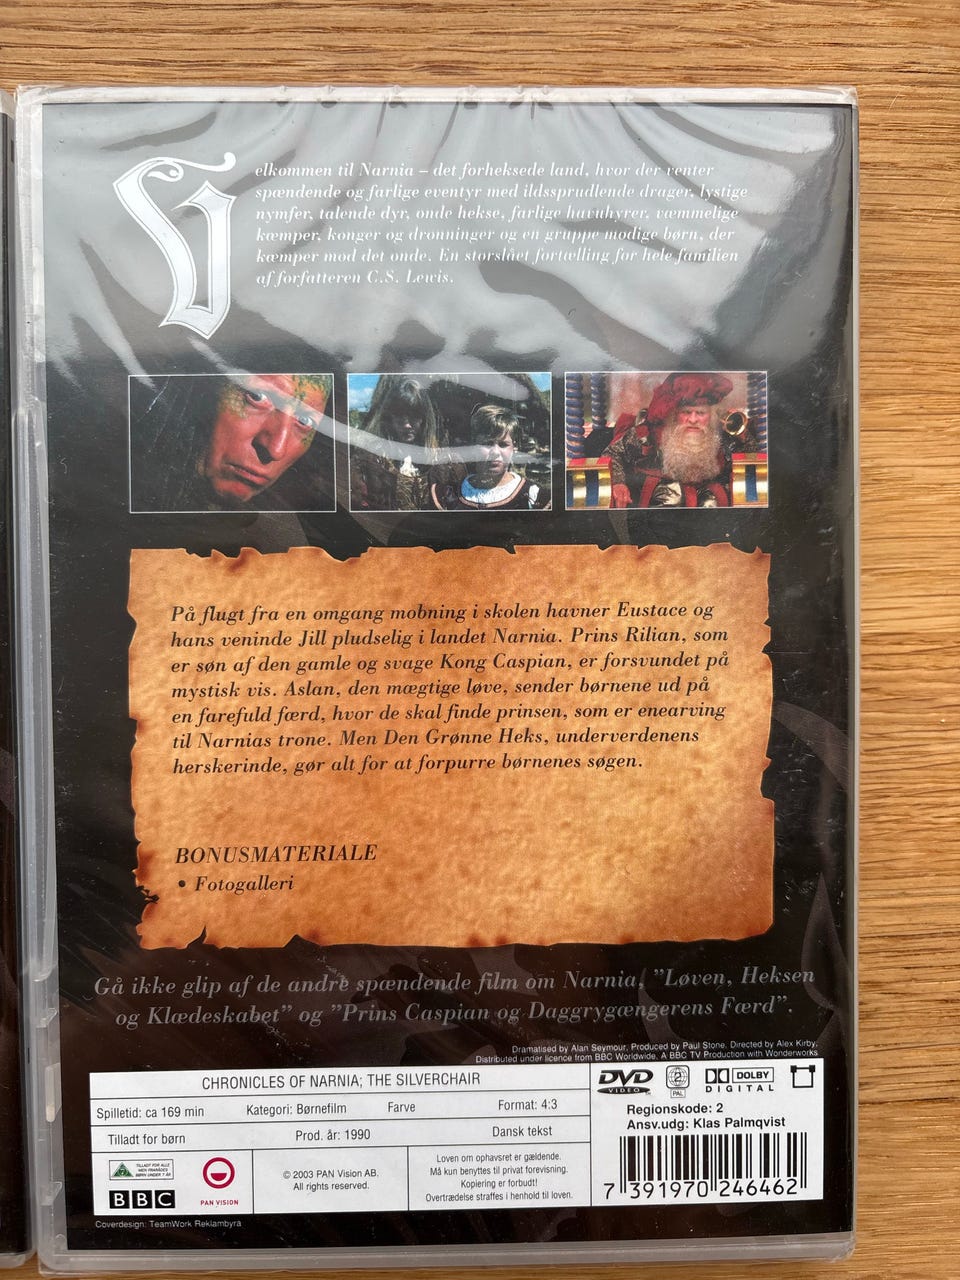 Velkommen til Narnia – det forheksede land, hvor der venter
spændende og farlige eventyr med ildssprudlende drager, lystige
nymfer, talende dyr, onde hekse, farlige havuhyrer, væmmelige
kæmper, konger og dronninger og en gruppe modige børn, der
kæmper mod det onde. En storslået fortælling for hele familien
af forfatteren C.S. Lewis.
På flugt fra en omgang mobning i skolen havner Eustace og
hans veninde Jill pludselig i landet Narnia. Prins Rilian, som
er søn af den gamle og svage Kong Caspian, er forsvundet på
mystisk vis. Aslan, den mægtige løve, sender børnene ud på
en farefuld færd, hvor de skal finde prinsen, som er enearving
til Narnias trone. Men Den Grønne Heks, underverdenens
herskerinde, gør alt for at forpurre børnenes søgen.
BONUSMATERIALE
• Fotogalleri
Gå ikke glip af de andre spændende film om Narnia, ”Løven, Heksen
og Klædeskabet” og ”Prins Caspian og Daggrygængerens Færd”.
Dramatised by Alan Seymour. Produced by Paul Stone. Directed by Alex Kirby.
Distributed under licence from BBC Worldwide. A BBC TV Production with Wonderworks
CHRONICLES OF NARNIA; THE SILVERCHAIR
Spilletid: ca 169 min Kategori: Børnefilm Farve Format: 4:3
Tilladt for børn Prod. år: 1990 Dansk tekst
TILLADT FOR ALLE
MEN FRARÅDES
BØRN UNDER 7 ÅR
BBC
PAN VISION
© 2003 PAN Vision AB.
All rights reserved.
Loven om ophavsret er gældende.
Må kun benyttes til privat forevisning.
Kopiering er forbudt!
Overtrædelse straffes i henhold til loven.
DVD VIDEO
2
PAL
DOLBY DIGITAL
Regionskode: 2
Ansv.udg: Klas Palmqvist
7 391970 246462
Coverdesign: TeamWork Reklambyrå